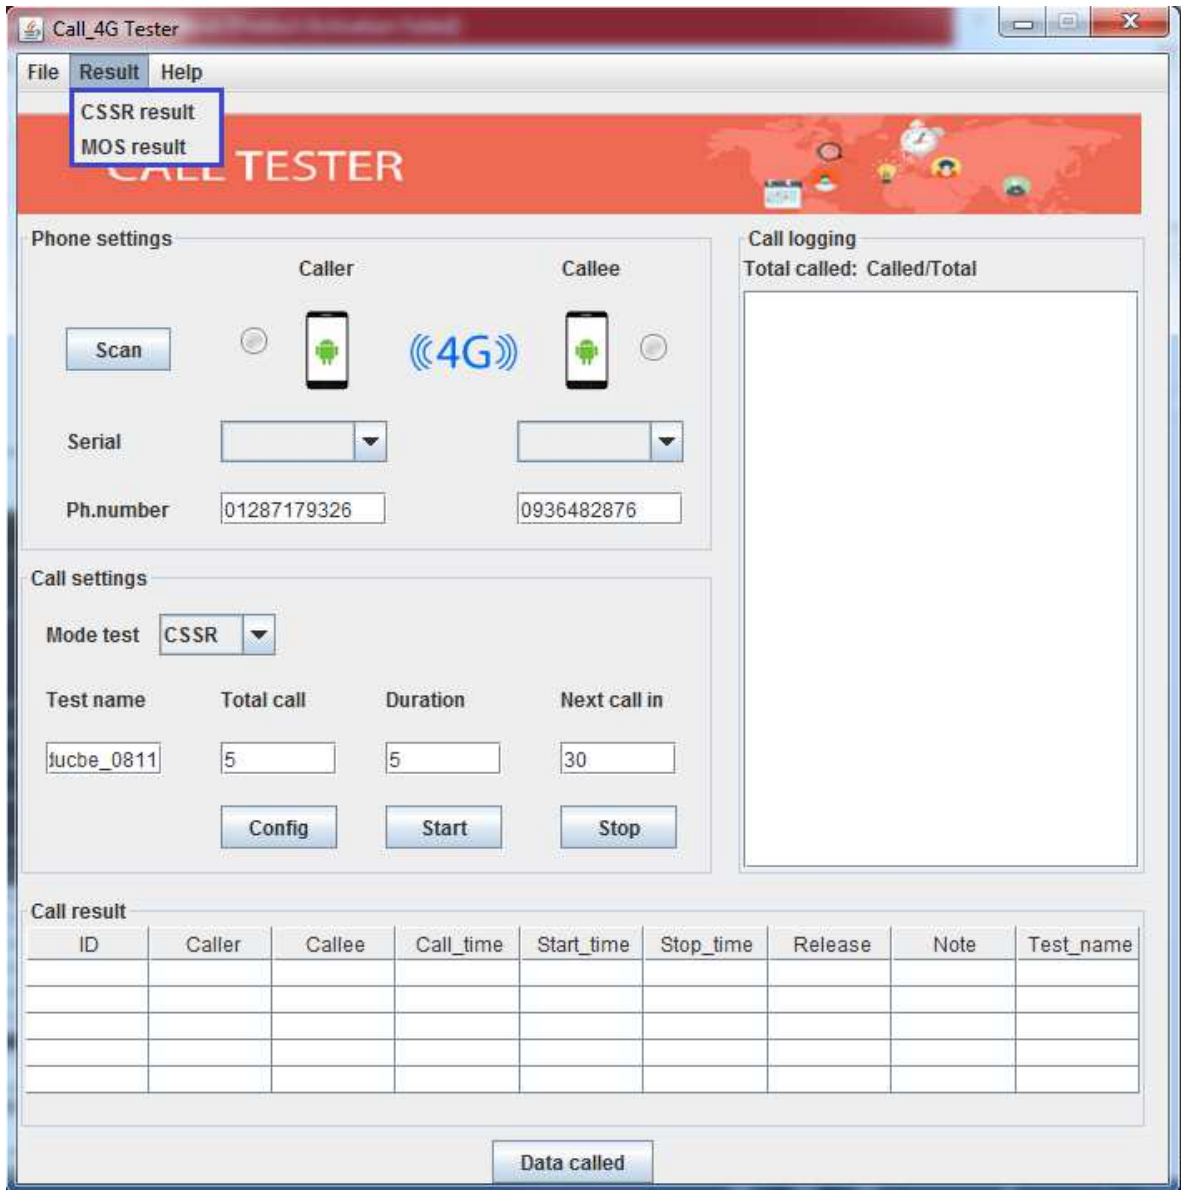 Call_4G Tester
File Result Help
CSSR result
MOS result
CALL TESTER
Phone settings
Caller Callee
Scan
((4G))
Serial
Ph.number 01287179326 0936482876
Call logging
Total called: Called/Total
Call settings
Mode test CSSR
Test name Total call Duration Next call in
ducbe_0811 5 5 30
Config Start Stop
Call result
ID Caller Callee Call_time Start_time Stop_time Release Note Test_name
Data called